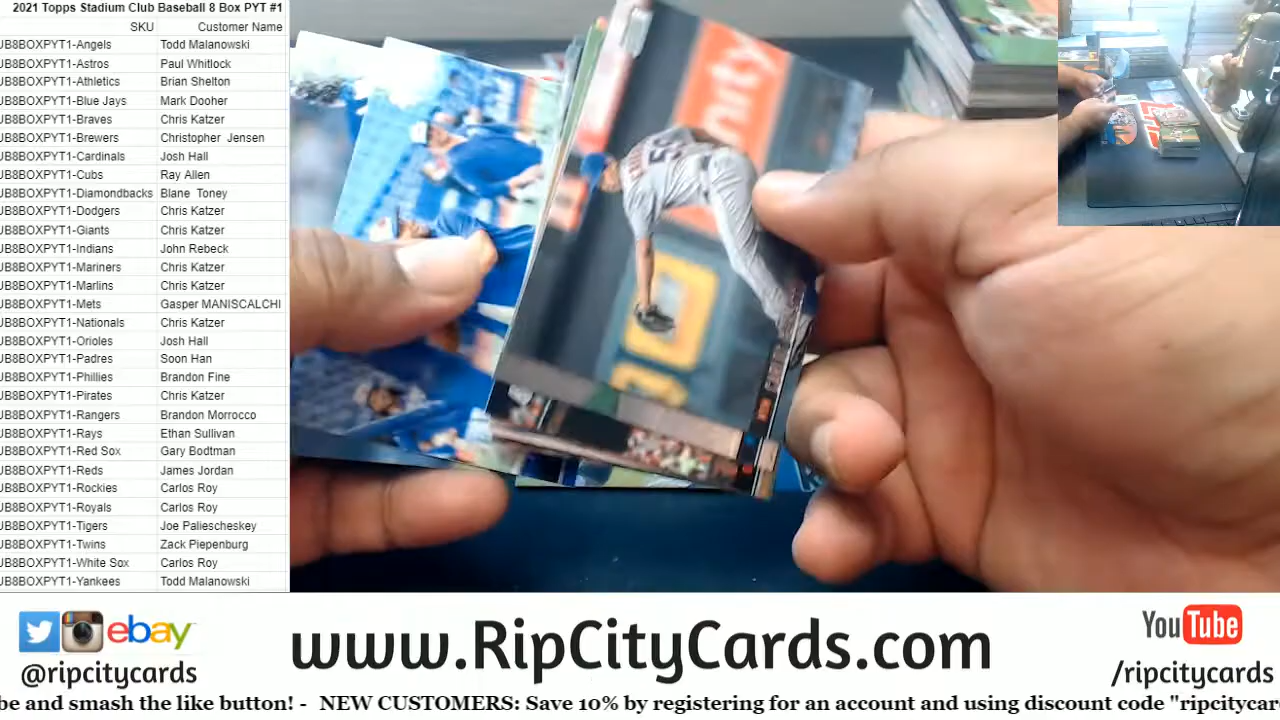 2021 Topps Stadium Club Baseball 8 Box PYT #1
SKU Customer Name
JB8BOXPYT1-Angels Todd Malanowski
JB8BOXPYT1-Astros Paul Whitlock
JB8BOXPYT1-Athletics Brian Shelton
JB8BOXPYT1-Blue Jays Mark Dooher
JB8BOXPYT1-Braves Chris Katzer
JB8BOXPYT1-Brewers Christopher Jensen
JB8BOXPYT1-Cardinals Josh Hall
JB8BOXPYT1-Cubs Ray Allen
JB8BOXPYT1-Diamondbacks Blane Toney
JB8BOXPYT1-Dodgers Chris Katzer
JB8BOXPYT1-Giants Chris Katzer
JB8BOXPYT1-Indians John Rebeck
JB8BOXPYT1-Mariners Chris Katzer
JB8BOXPYT1-Marlins Chris Katzer
JB8BOXPYT1-Mets Gasper MANISCALCHI
JB8BOXPYT1-Nationals Chris Katzer
JB8BOXPYT1-Orioles Josh Hall
JB8BOXPYT1-Padres Soon Han
JB8BOXPYT1-Phillies Brandon Fine
JB8BOXPYT1-Pirates Chris Katzer
JB8BOXPYT1-Rangers Brandon Morrocco
JB8BOXPYT1-Rays Ethan Sullivan
JB8BOXPYT1-Red Sox Gary Bodtman
JB8BOXPYT1-Reds James Jordan
JB8BOXPYT1-Rockies Carlos Roy
JB8BOXPYT1-Royals Carlos Roy
JB8BOXPYT1-Tigers Joe Paliescheskey
JB8BOXPYT1-Twins Zack Piepenburg
JB8BOXPYT1-White Sox Carlos Roy
JB8BOXPYT1-Yankees Todd Malanowski
ebay
@ripcitycards
www.RipCityCards.com
YouTube
/ripcitycards
be and smash the like button! - NEW CUSTOMERS: Save 10% by registering for an account and using discount code "ripcitycar